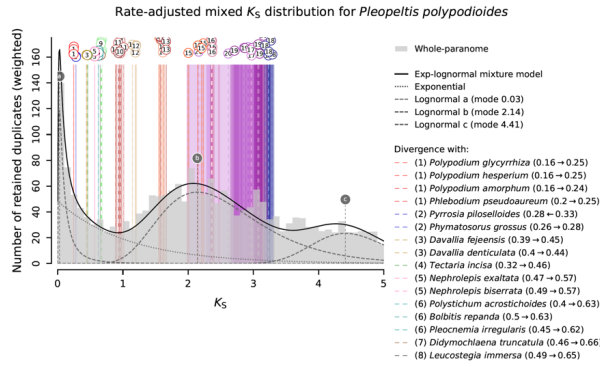 Rate-adjusted mixed KS distribution for Pleopeltis polypodioides
Number of retained duplicates (weighted)
160
140
120
100
80
60
40
20
0
0 1 2 3 4 5
KS
a
B
C
Whole-paranome
Exp-lognormal mixture model
Exponential
Lognormal a (mode 0.03)
Lognormal b (mode 2.14)
Lognormal c (mode 4.41)
Divergence with:
(1) Polypodium glycyrrhiza (0.16→0.25)
(1) Polypodium hesperium (0.16→0.25)
(1) Polypodium amorphum (0.16→0.24)
(1) Phlebodium pseudoaureum (0.2→0.25)
(2) Pyrrosia piloselloides (0.28←0.33)
(2) Phymatosorus grossus (0.26→0.28)
(3) Davallia fejeensis (0.39→0.45)
(3) Davallia denticulata (0.4→0.44)
(4) Tectaria incisa (0.32→0.46)
(5) Nephrolepis exaltata (0.47→0.57)
(5) Nephrolepis biserrata (0.49→0.57)
(6) Polystichum acrostichoides (0.4→0.63)
(6) Bolbitis repanda (0.5→0.63)
(6) Pleocnemia irregularis (0.45→0.62)
(7) Didymochlaena truncatula (0.46→0.66)
(8) Leucostegia immersa (0.49→0.65)